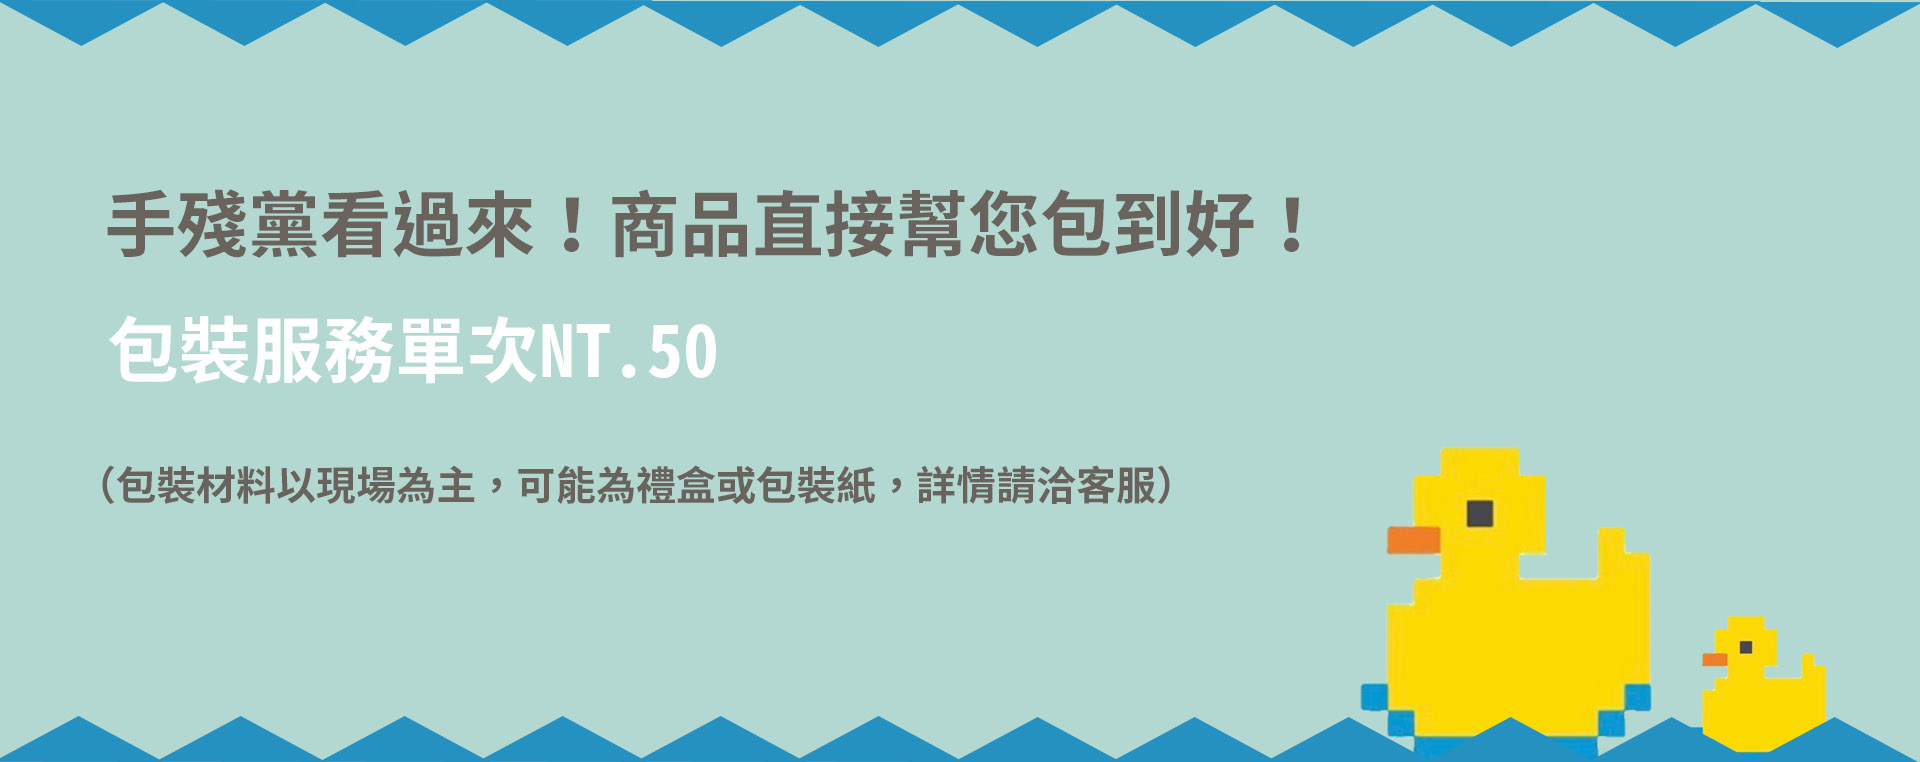 手殘黨看過來！商品直接幫您包到好！
包裝服務單次NT.50
（包裝材料以現場為主，可能為禮盒或包裝紙，詳情請洽客服）